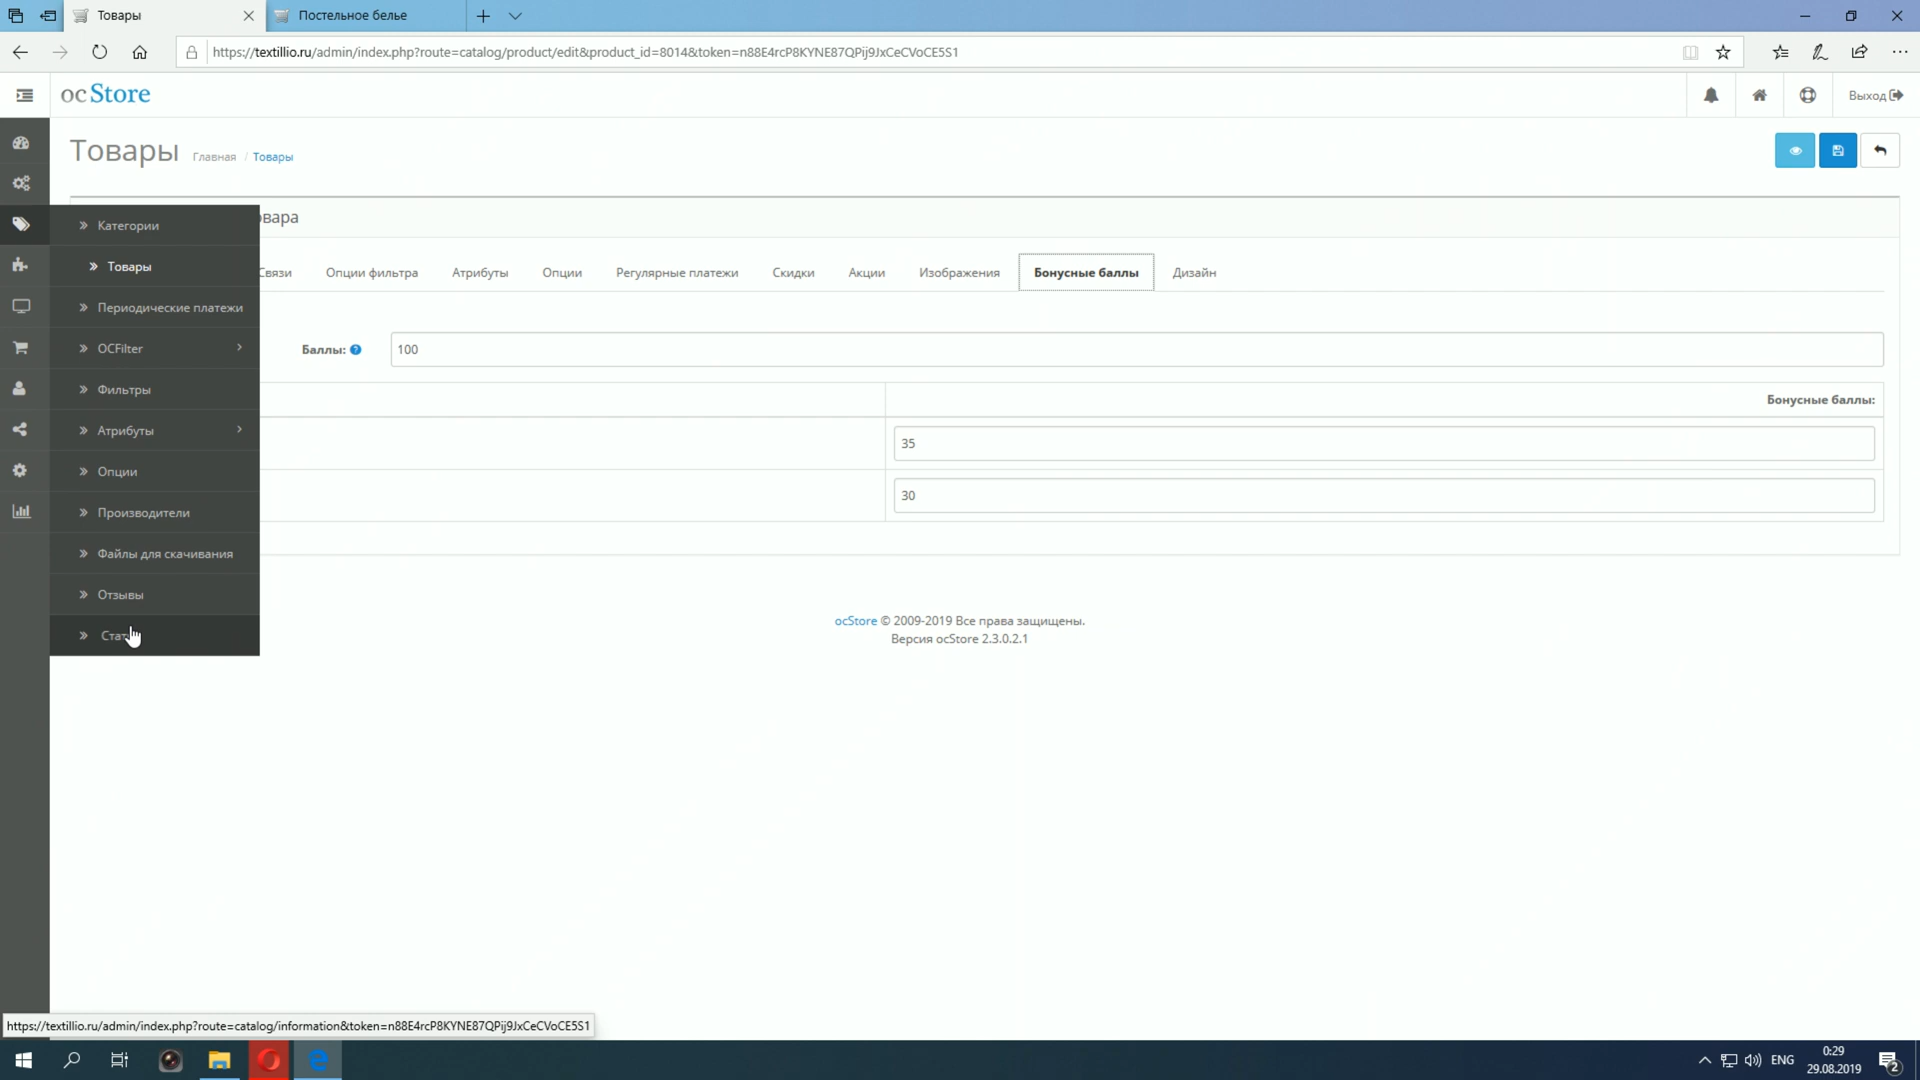 Товары
Постельное белье
https://textillio.ru/admin/index.php?route=catalog/product/edit&product_id=8014&token=n88E4rcP8KYNE87QPij9JxCeCVoCE5S1
ocStore
Выход
Товары
Главная / Товары
овара
Категории
Товары
Периодические платежи
OCFilter
Фильтры
Атрибуты
Опции
Производители
Файлы для скачивания
Отзывы
Связи
Опции фильтра
Атрибуты
Опции
Регулярные платежи
Скидки
Акции
Изображения
Бонусные баллы
Дизайн
Баллы:
100
Бонусные баллы:
35
30
ocStore © 2009-2019 Все права защищены.
Версия ocStore 2.3.0.2.1
https://textillio.ru/admin/index.php?route=catalog/information&token=n88E4rcP8KYNE87QPij9JxCeCVoCE5S1
ENG
0:29
29.08.2019
2